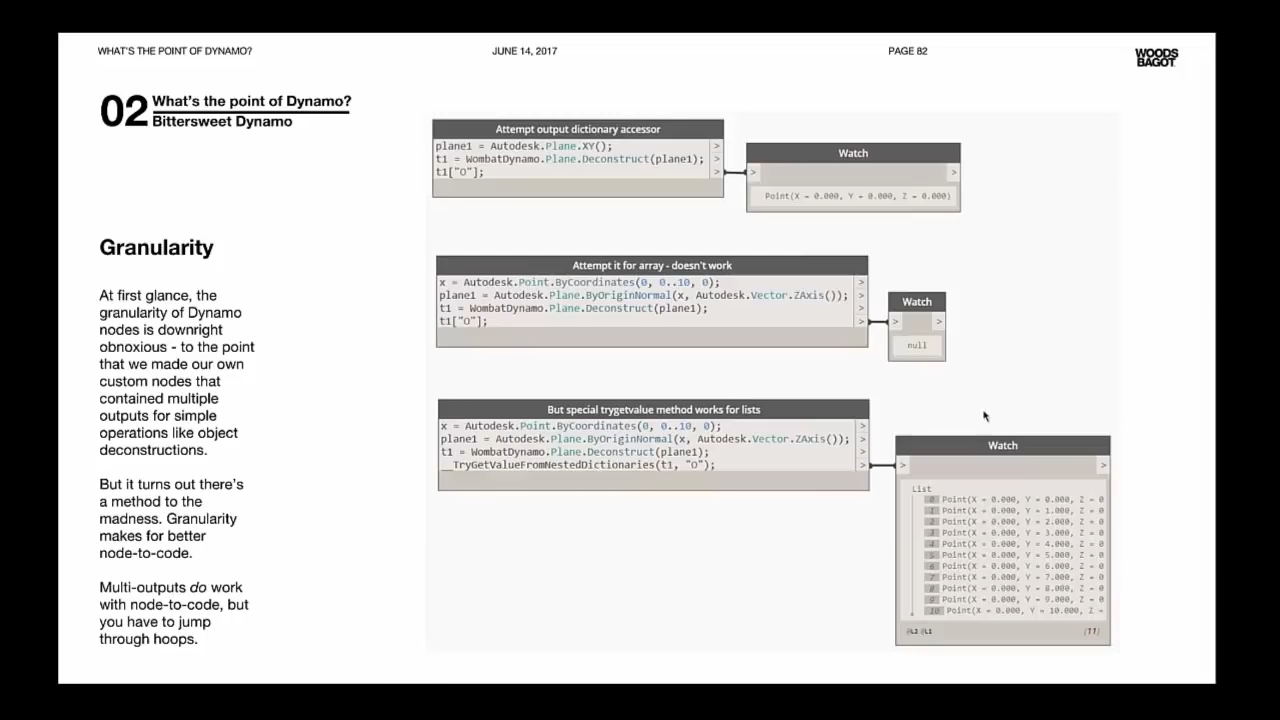 WHAT'S THE POINT OF DYNAMO?
JUNE 14, 2017
PAGE 82
WOODS
BAGOT
02
What's the point of Dynamo?
Bittersweet Dynamo
Granularity
At first glance, the
granularity of Dynamo
nodes is downright
obnoxious - to the point
that we made our own
custom nodes that
contained multiple
outputs for simple
operations like object
deconstructions.
But it turns out there's
a method to the
madness. Granularity
makes for better
node-to-code.
Multi-outputs do work
with node-to-code, but
you have to jump
through hoops.
Attempt output dictionary accessor
plane1 = Autodesk.Plane.XY(); >
t1 = WombatDynamo.Plane.Deconstruct(plane1); >
t1["O"]; >
Watch
> >
Point(X = 0.000, Y = 0.000, Z = 0.000)
Attempt it for array - doesn't work
x = Autodesk.Point.ByCoordinates(0, 0..10, 0); >
plane1 = Autodesk.Plane.ByOriginNormal(x, Autodesk.Vector.ZAxis()); >
t1 = WombatDynamo.Plane.Deconstruct(plane1); >
t1["O"]; >
Watch
> >
null
But special trygetvalue method works for lists
x = Autodesk.Point.ByCoordinates(0, 0..10, 0); >
plane1 = Autodesk.Plane.ByOriginNormal(x, Autodesk.Vector.ZAxis()); >
t1 = WombatDynamo.Plane.Deconstruct(plane1); >
__TryGetValueFromNestedDictionaries(t1, "O"); >
Watch
> >
List
0 Point(X = 0.000, Y = 0.000, Z = 0
1 Point(X = 0.000, Y = 1.000, Z = 0
2 Point(X = 0.000, Y = 2.000, Z = 0
3 Point(X = 0.000, Y = 3.000, Z = 0
4 Point(X = 0.000, Y = 4.000, Z = 0
5 Point(X = 0.000, Y = 5.000, Z = 0
6 Point(X = 0.000, Y = 6.000, Z = 0
7 Point(X = 0.000, Y = 7.000, Z = 0
8 Point(X = 0.000, Y = 8.000, Z = 0
9 Point(X = 0.000, Y = 9.000, Z = 0
10 Point(X = 0.000, Y = 10.000, Z =
@L2 @L1 {11}